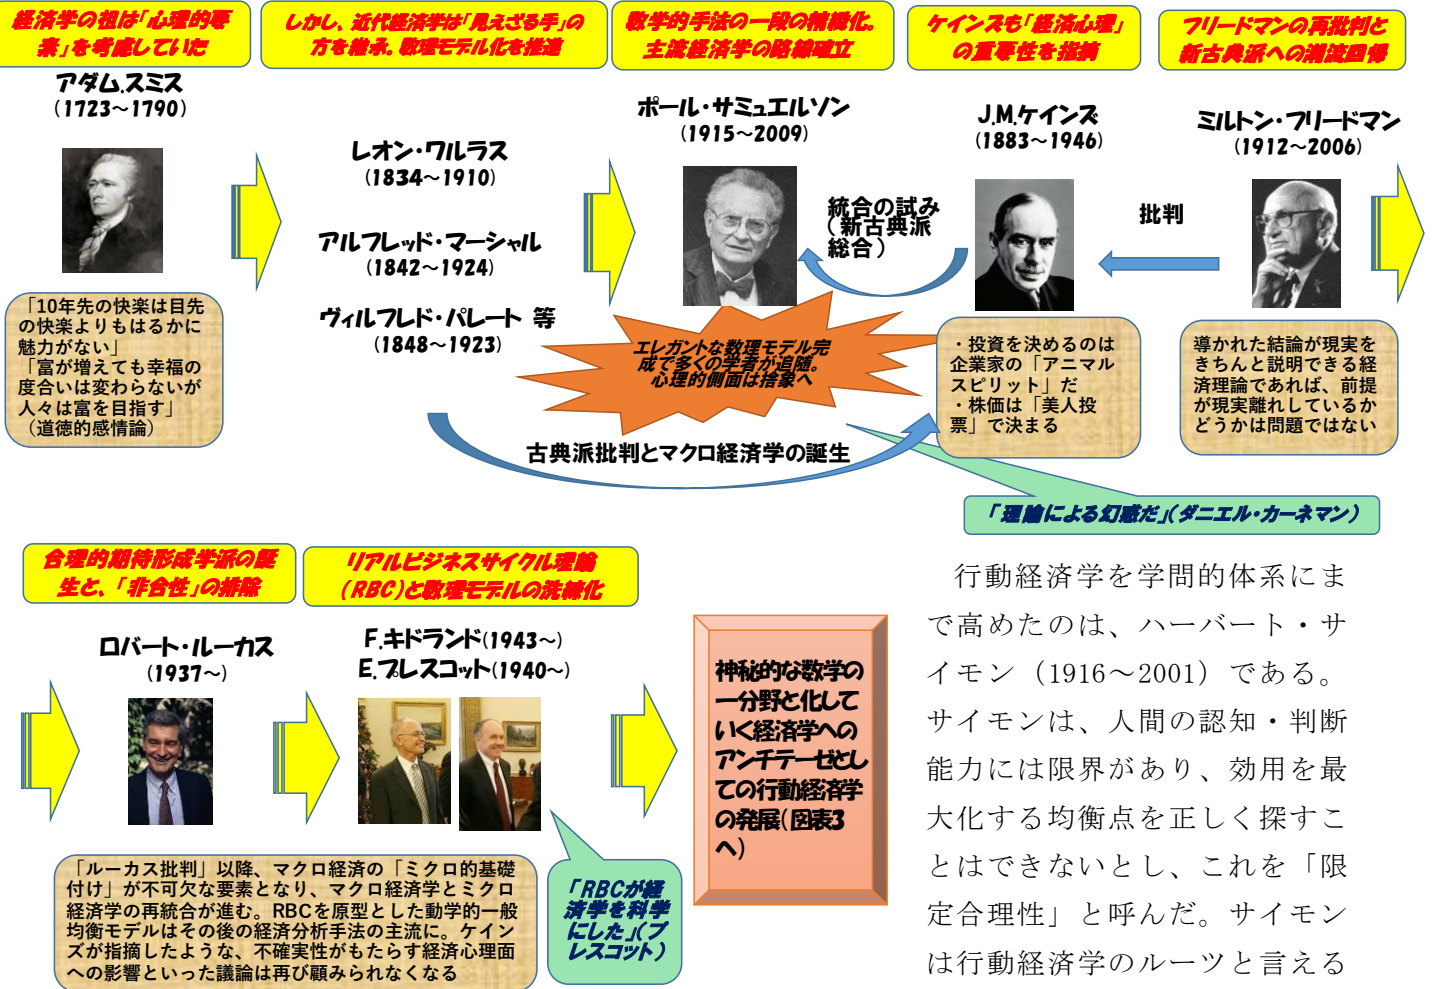 経済学の祖は「心理的要
素」を考慮していた
アダム.スミス
(1723～1790)
「10年先の快楽は目先
の快楽よりもはるかに
魅力がない」
「富が増えても幸福の
度合いは変わらないが
人々は富を目指す」
（道徳的感情論）
しかし、近代経済学は「見えざる手」の
方を継承。数理モデル化を推進
レオン・ワルラス
(1834～1910)
アルフレッド・マーシャル
(1842～1924)
ヴィルフレド・パレート 等
(1848～1923)
数学的手法の一段の精緻化。
主流経済学の路線確立
ポール・サミュエルソン
(1915～2009)
統合の試み
（新古典派
総合）
エレガントな数理モデル完
成で多くの学者が追随。
心理的側面は捨象へ
古典派批判とマクロ経済学の誕生
ケインズも「経済心理」
の重要性を指摘
J.M.ケインズ
(1883～1946)
・投資を決めるのは
企業家の「アニマル
スピリット」だ
・株価は「美人投
票」で決まる
批判
フリードマンの再批判と
新古典派への潮流回帰
ミルトン・フリードマン
(1912～2006)
導かれた結論が現実を
きちんと説明できる経
済理論であれば、前提
が現実離れしているか
どうかは問題ではない
「理論による幻惑だ」（ダニエル・カーネマン）
合理的期待形成学派の誕
生と、「非合性」の排除
ロバート・ルーカス
(1937～)
リアルビジネスサイクル理論
(RBC)と数理モデルの洗練化
F.キドランド(1943～)
E.プレスコット(1940～)
「ルーカス批判」以降、マクロ経済の「ミクロ的基礎
付け」が不可欠な要素となり、マクロ経済学とミクロ
経済学の再統合が進む。RBCを原型とした動学的一般
均衡モデルはその後の経済分析手法の主流に。ケイン
ズが指摘したような、不確実性がもたらす経済心理面
への影響といった議論は再び顧みられなくなる
「RBCが経
済学を科学
にした」（プ
レスコット）
神秘的な数学の
一分野と化して
いく経済学への
アンチテーゼとし
ての行動経済学
の発展(図表3
へ)
行動経済学を学問的体系にま
で高めたのは、ハーバート・サ
イモン（1916～2001）である。
サイモンは、人間の認知・判断
能力には限界があり、効用を最
大化する均衡点を正しく探すこ
とはできないとし、これを「限
定合理性」と呼んだ。サイモン
は行動経済学のルーツと言える